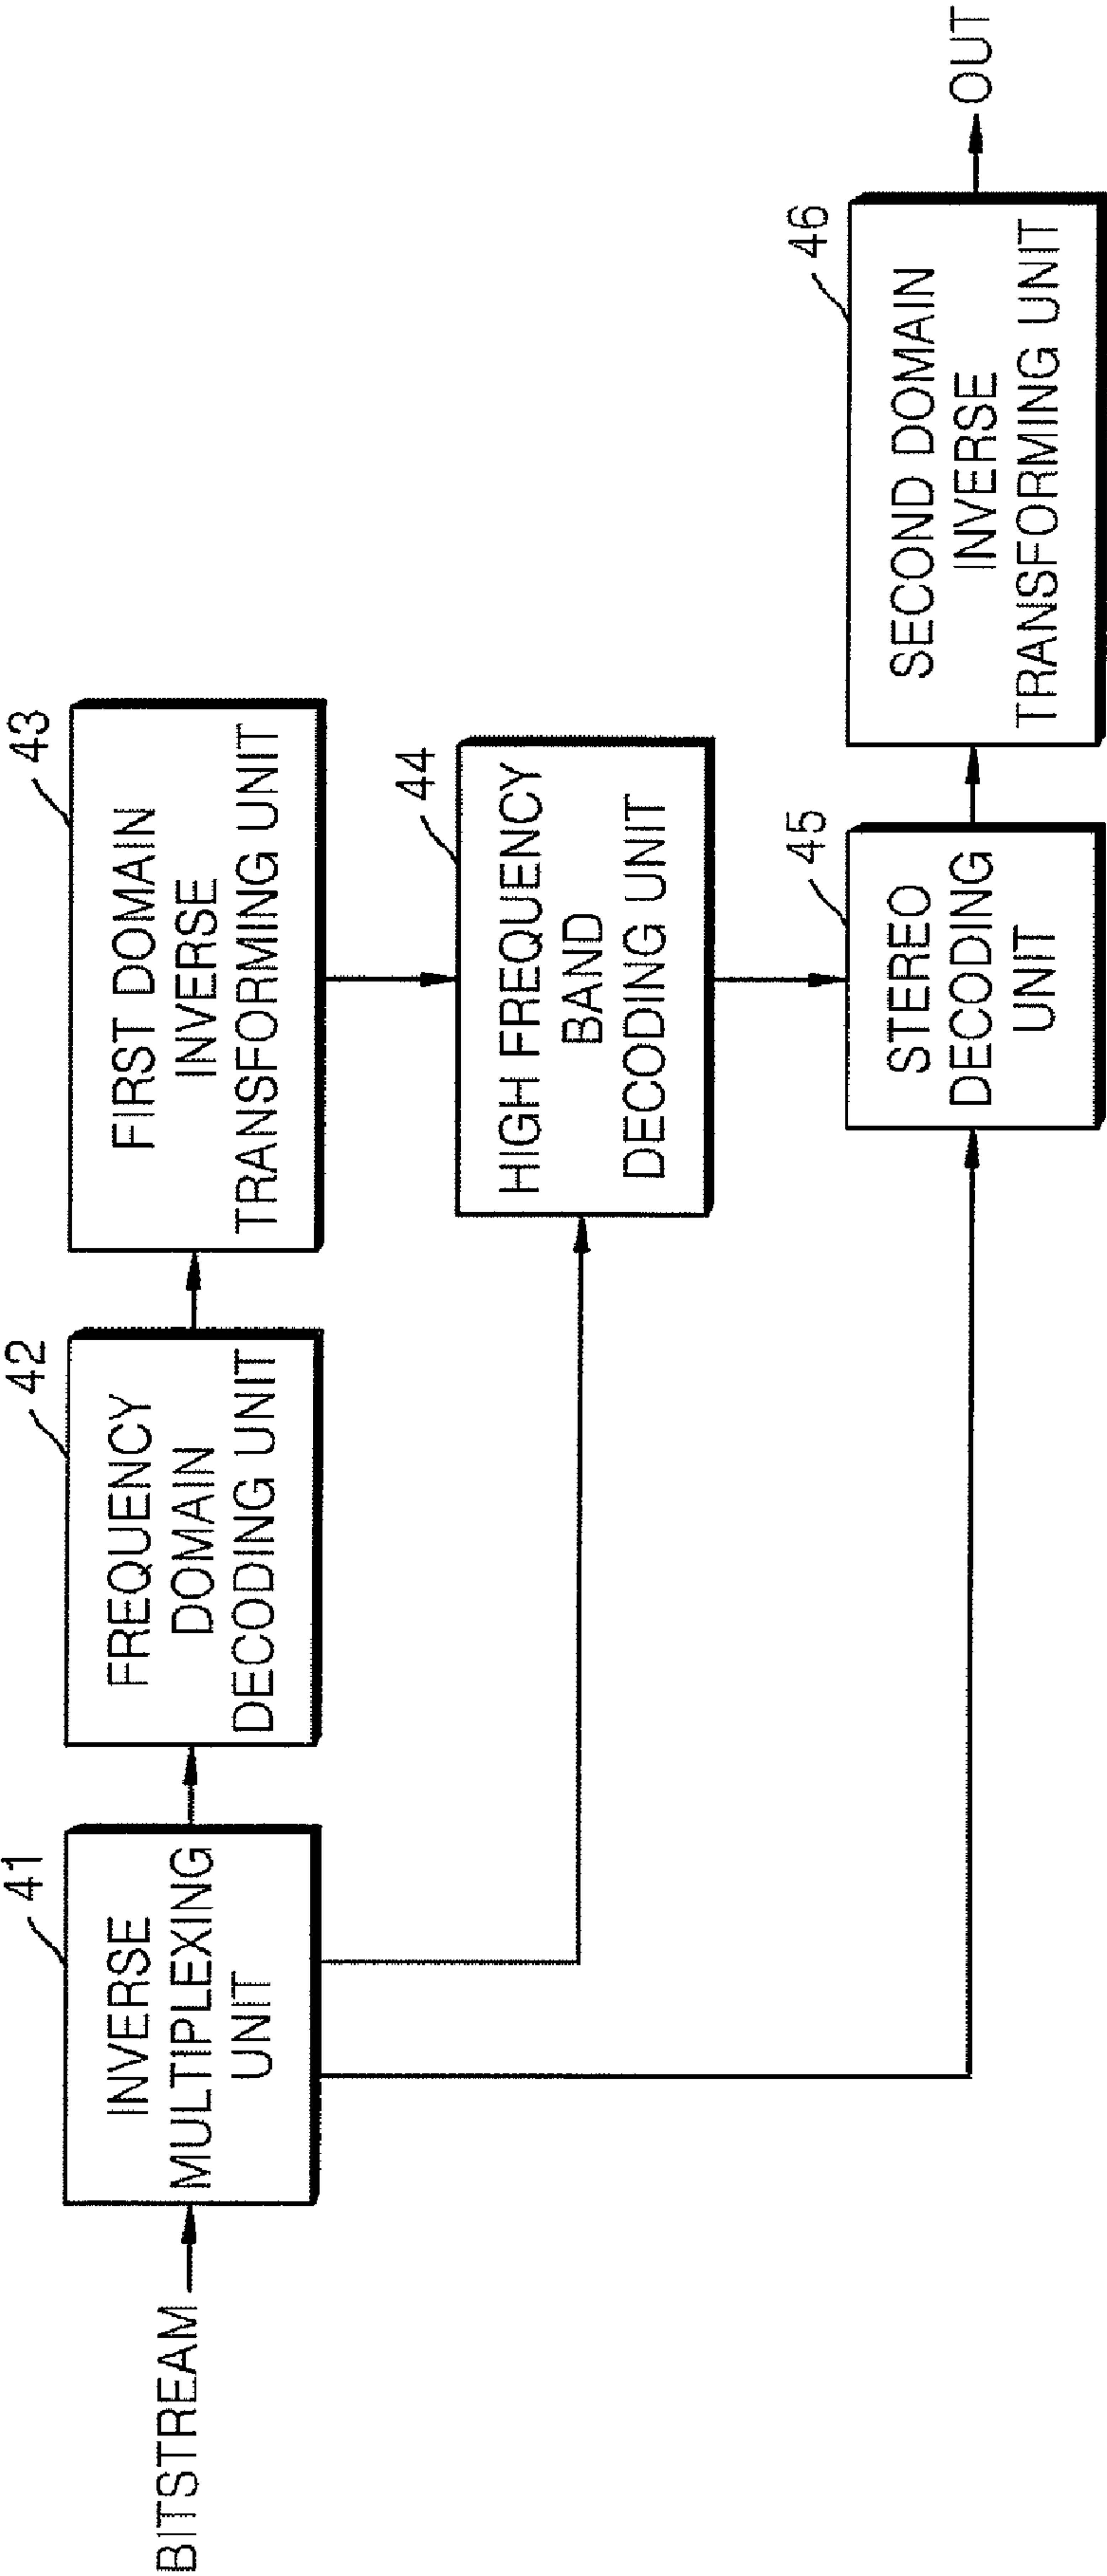 BITSTREAM
41
INVERSE
MULTIPLEXING
UNIT
42
FREQUENCY
DOMAIN
DECODING UNIT
43
FIRST DOMAIN
INVERSE
TRANSFORMING UNIT
44
HIGH FREQUENCY
BAND
DECODING UNIT
45
STEREO
DECODING
UNIT
46
SECOND DOMAIN
INVERSE
TRANSFORMING UNIT
OUT